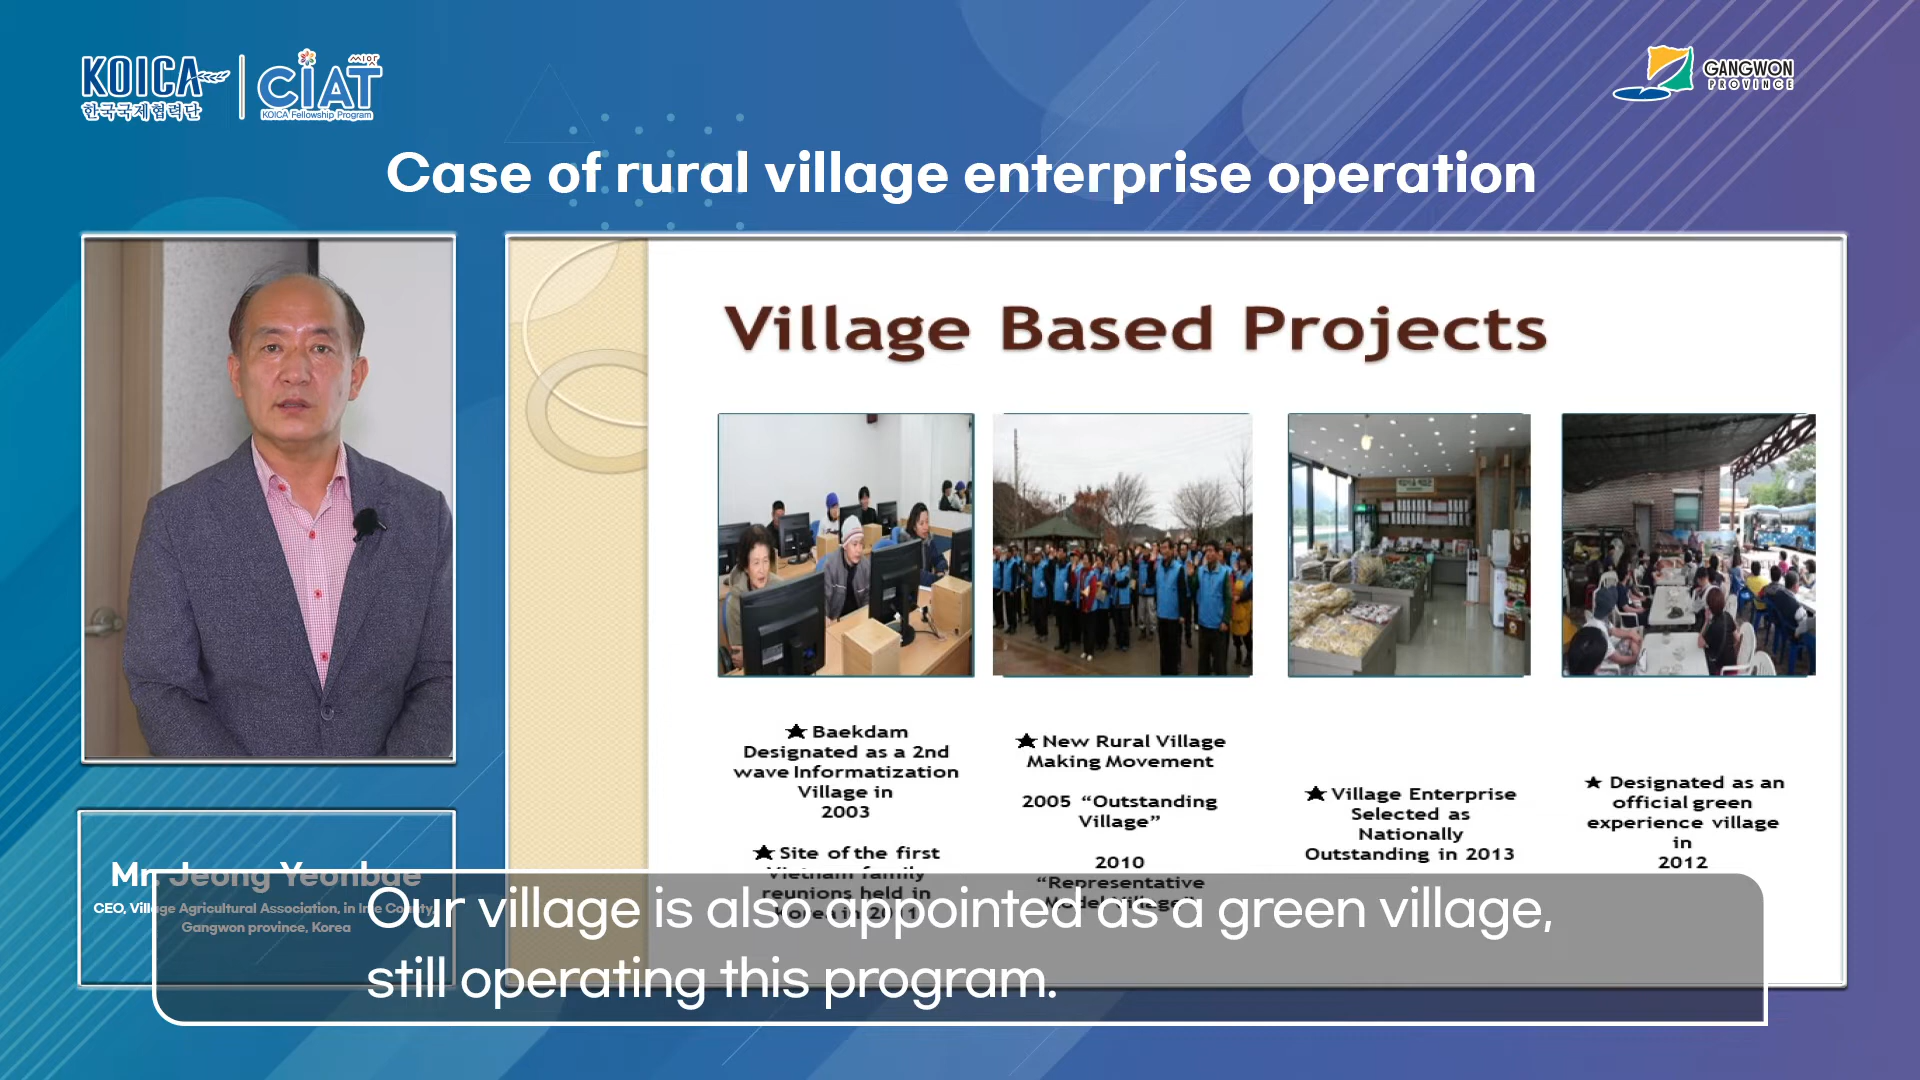 KOICA
한국국제협력단
씨앗
CIAT
KOICA Fellowship Program
GANGWON
PROVINCE
Case of rural village enterprise operation
Village Based Projects
★ Baekdam
Designated as a 2nd
wave Informatization
Village in
2003
★ Site of the first
Vietnam family
reunions held in
Korea in 2011
★ New Rural Village
Making Movement
2005 “Outstanding
Village”
2010
“Representative
Model Village”
★ Village Enterprise
Selected as
Nationally
Outstanding in 2013
★ Designated as an
official green
experience village
in
2012
Mr. Jeong Yeonbae
CEO, Village Agricultural Association, in Inje County,
Gangwon province, Korea
Our village is also appointed as a green village,
still operating this program.